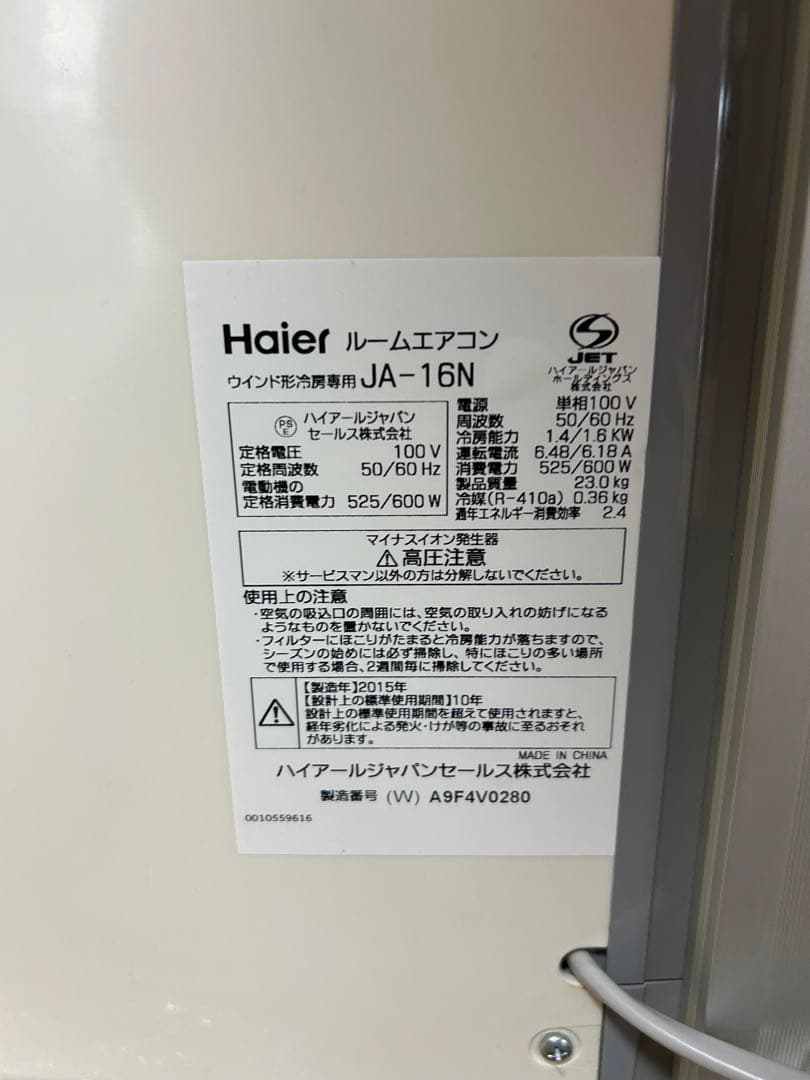 Haier ルームエアコン
ウインド形冷房専用 JA-16N
JET
ハイアールジャパン
ホールディングス
株式会社
PS
E
ハイアールジャパン
セールス株式会社
定格電圧 100 V
定格周波数 50/60 Hz
電動機の
定格消費電力 525/600 W
電源 単相100 V
周波数 50/60 Hz
冷房能力 1.4/1.6 KW
運転電流 6.48/6.18 A
消費電力 525/600 W
製品質量 23.0 kg
冷媒(R-410a) 0.36 kg
通年エネルギー消費効率 2.4
マイナスイオン発生器
⚠高圧注意
※サービスマン以外の方は分解しないでください。
使用上の注意
・空気の吸込口の周囲には、空気の取り入れの妨げになる
ようなものを置かないでください。
・フィルターにほこりがたまると冷房能力が落ちますので、
シーズンの始めには必ず掃除し、特にほこりの多い場所
で使用する場合、2週間毎に掃除してください。
【製造年】2015年
【設計上の標準使用期間】10年
設計上の標準使用期間を超えて使用されますと、
経年劣化による発火・けが等の事故に至るおそれ
があります。
MADE IN CHINA
ハイアールジャパンセールス株式会社
製造番号 (W) A9F4V0280
0010559616